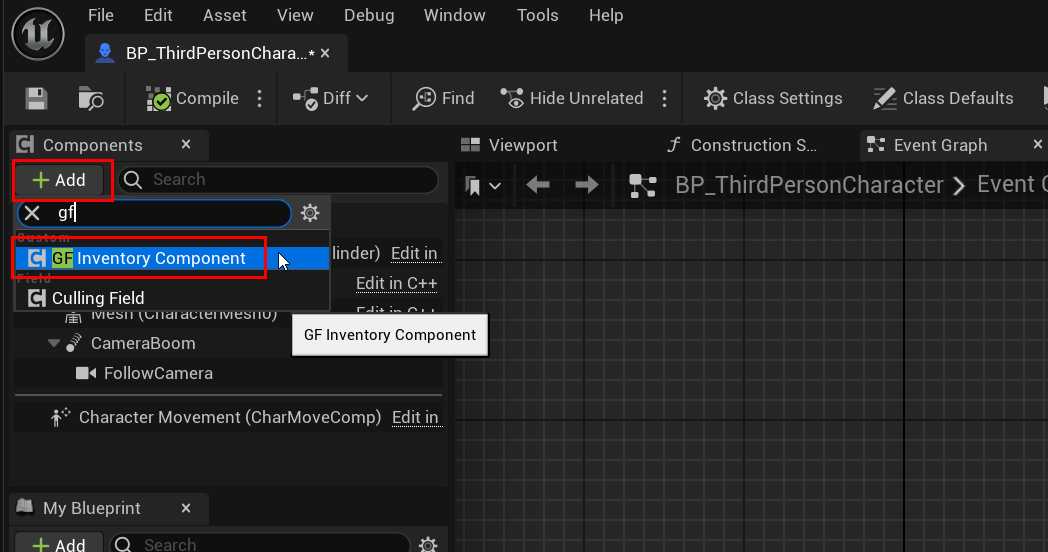 File Edit Asset View Debug Window Tools Help
BP_ThirdPersonChara...•
Compile Diff Find Hide Unrelated Class Settings Class Defaults
Components Viewport Construction S... Event Graph
Add Search
gf BP_ThirdPersonCharacter > Event
Custom
GF Inventory Component linder) Edit in
Field
Edit in C++
Culling Field
Edit in C++
Mesh (CharacterMesh0)
GF Inventory Component
CameraBoom
FollowCamera
Character Movement (CharMoveComp) Edit in
My Blueprint
Add Search